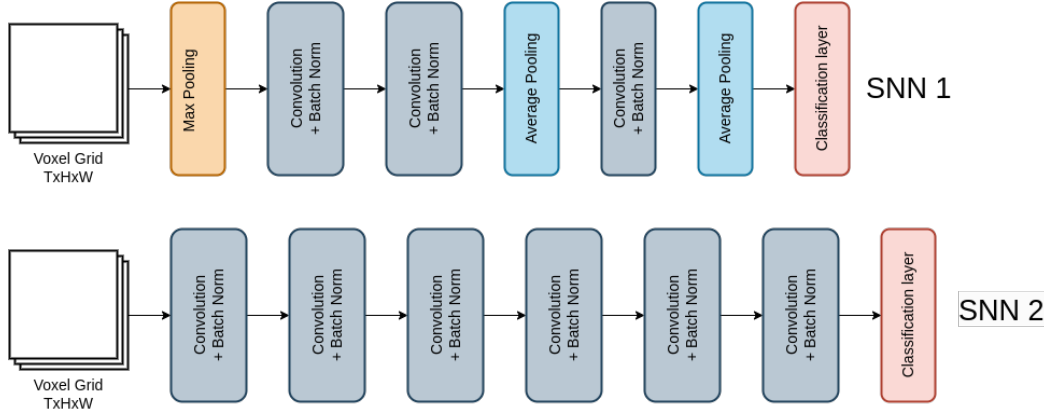 Max Pooling
Convolution
+ Batch Norm
Convolution
+ Batch Norm
Average Pooling
Convolution
+ Batch Norm
Average Pooling
Classification layer
SNN 1
Voxel Grid
TxHxW
Convolution
+ Batch Norm
Convolution
+ Batch Norm
Convolution
+ Batch Norm
Convolution
+ Batch Norm
Convolution
+ Batch Norm
Convolution
+ Batch Norm
Classification layer
SNN 2
Voxel Grid
TxHxW